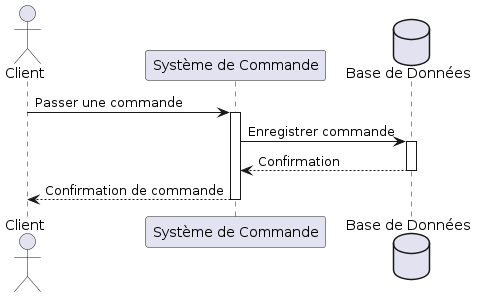 Client
Système de Commande
Base de Données
Passer une commande
Enregistrer commande
Confirmation
Confirmation de commande
Client
Système de Commande
Base de Données